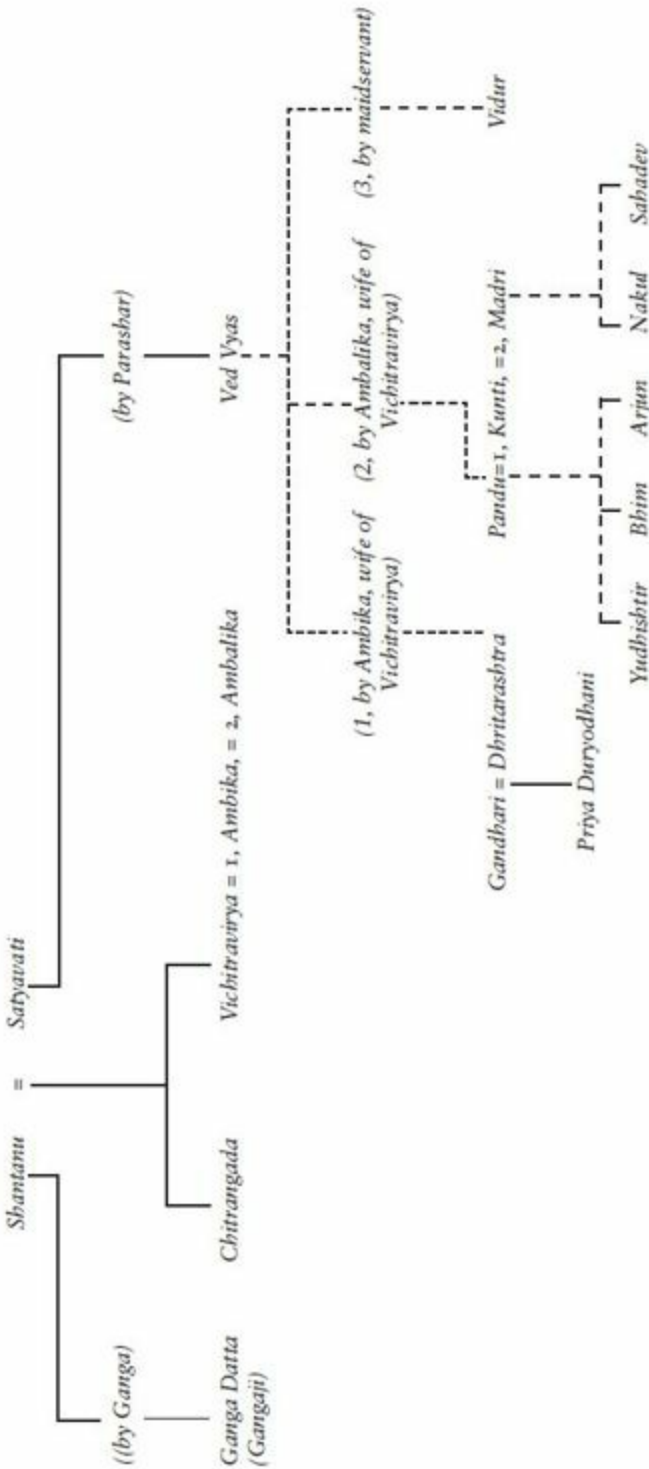 Shantanu = Satyavati
((by Ganga)
(by Parashar)
Ganga Datta
(Gangaji)
Chitrangada
Vichitravirya = 1, Ambika, = 2, Ambalika
Ved Vyas
(1, by Ambika, wife of
Vichitravirya)
(2, by Ambalika, wife of
Vichitravirya)
(3, by maidservant)
Gandhari = Dhritarashtra
Pandu=1, Kunti, =2, Madri
Vidur
Priya Duryodhani
Yudhishtir
Bhim
Arjun
Nakul
Sahadev